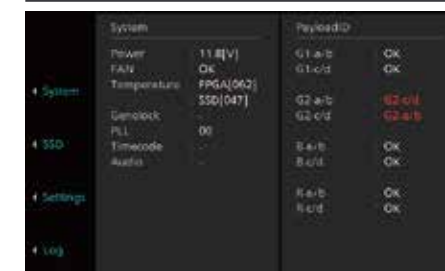 System
Power 11.8[V]
FAN OK
Temperature FPGA[062]
SSD[047]
Genlock -
PLL 00
Timecode -
Audio -
PayloadID
G1-a/b OK
G1-c/d OK
G2-a/b G2-c/d
G2-c/d G2-a/b
B-a/b OK
B-c/d OK
R-a/b OK
R-c/d OK
System
SSD
Settings
Log